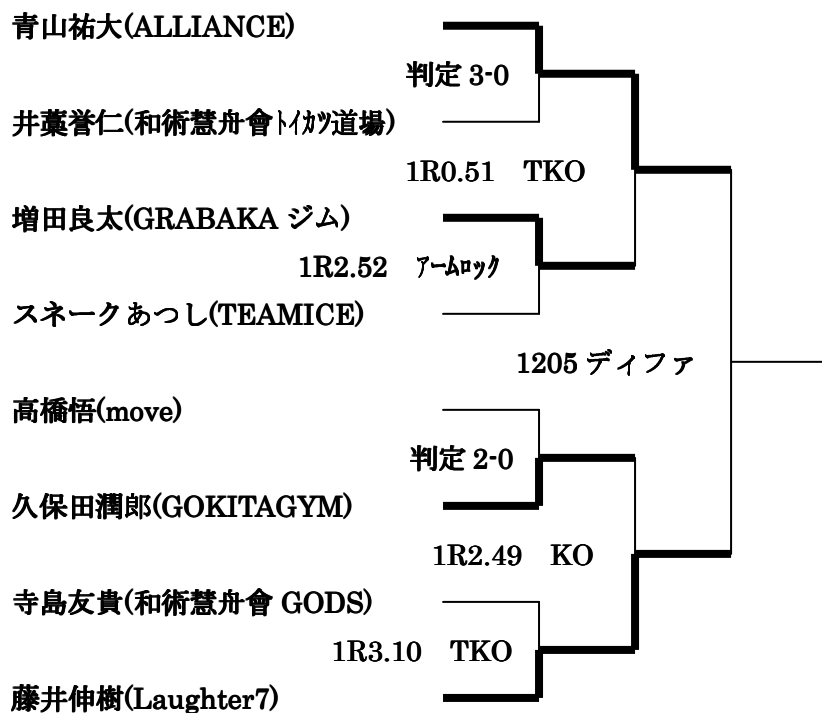 青山祐大(ALLIANCE)
判定 3-0
井藁誉仁(和術慧舟會ﾄｲｶﾂ道場)
1R0.51 TKO
増田良太(GRABAKA ジム)
1R2.52 ｱｰﾑﾛｯｸ
スネークあつし(TEAMICE)
1205 ディファ
高橋悟(move)
判定 2-0
久保田潤郎(GOKITAGYM)
1R2.49 KO
寺島友貴(和術慧舟會 GODS)
1R3.10 TKO
藤井伸樹(Laughter7)